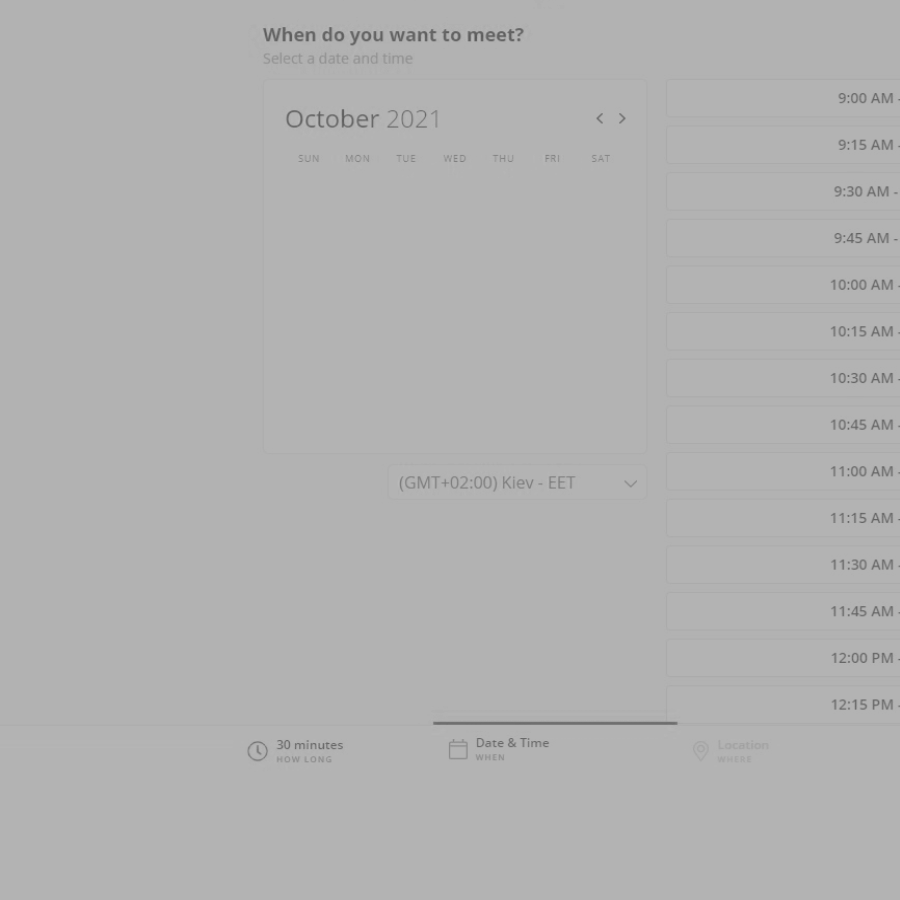 When do you want to meet?
Select a date and time
October 2021
SUN MON TUE WED THU FRI SAT
(GMT+02:00) Kiev - EET
9:00 AM -
9:15 AM -
9:30 AM -
9:45 AM -
10:00 AM -
10:15 AM -
10:30 AM -
10:45 AM -
11:00 AM -
11:15 AM -
11:30 AM -
11:45 AM -
12:00 PM -
12:15 PM -
30 minutes
HOW LONG
Date & Time
WHEN
Location
WHERE